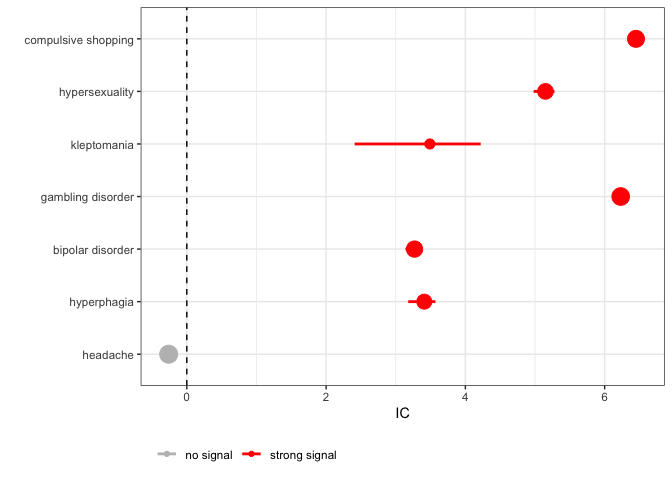 compulsive shopping
hypersexuality
kleptomania
gambling disorder
bipolar disorder
hyperphagia
headache
0 2 4 6
IC
no signal strong signal